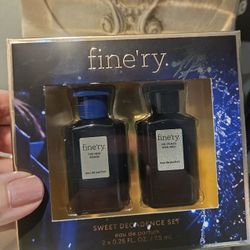 fine'ry.
fine'ry.
eau de parfum
fine'ry.
eau de parfum
SWEET DECADENCE SET
eau de parfum
2 x 0.25 FL. OZ. / 7.5 mL